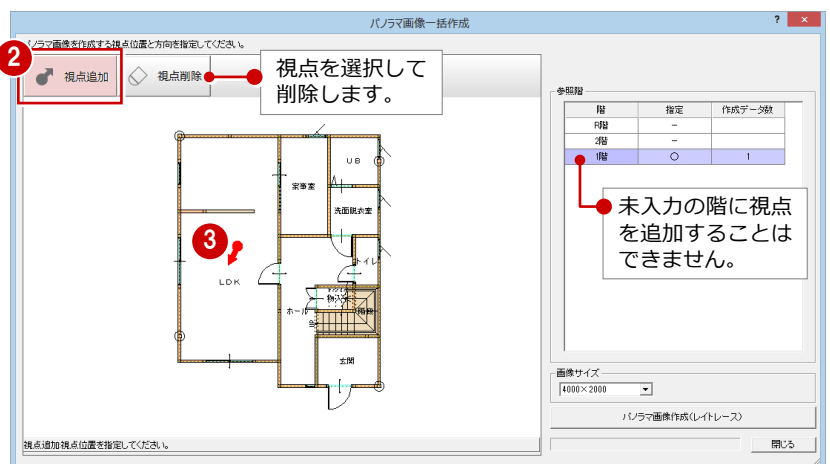 パノラマ画像一括作成
?
×
パノラマ画像を作成する視点位置と方向を指定してください。
2
視点追加
視点削除
視点を選択して
削除します。
参照階
階 指定 作成データ数
R階 −
2階 −
1階 ○ 1
未入力の階に視点
を追加することは
できません。
UB
家事室
洗面脱衣室
3
トイレ
LDK
物入
ホール
階段
UP
玄関
画像サイズ
4000×2000
パノラマ画像作成(レイトレース)
視点追加:視点位置を指定してください。
閉じる